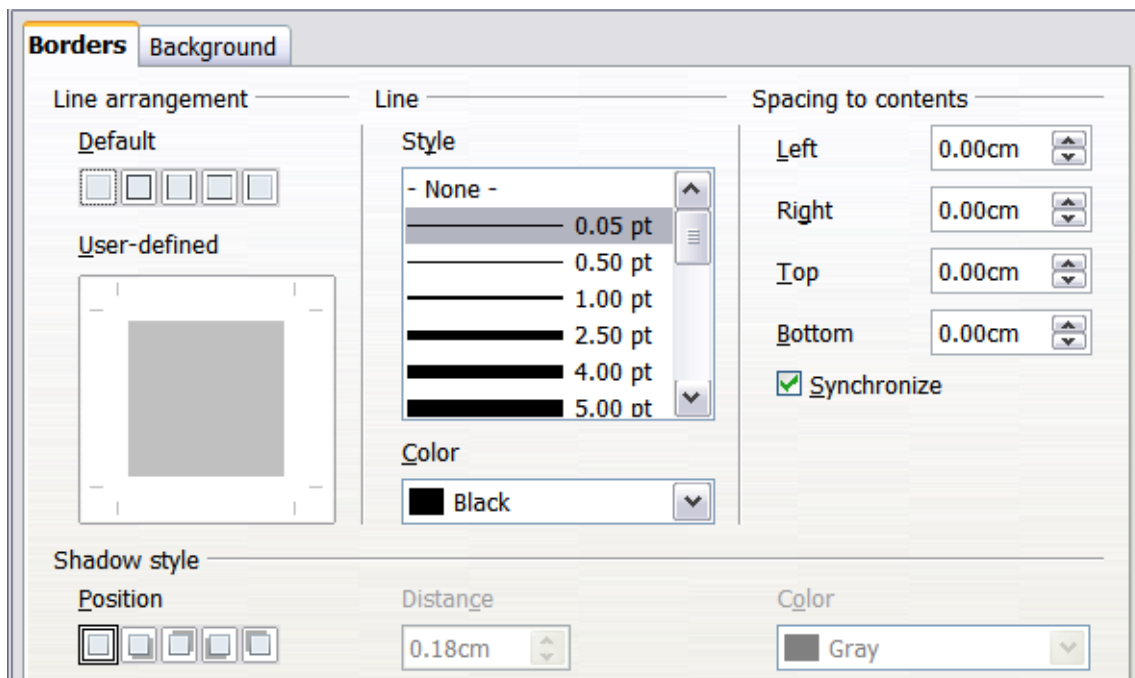 Borders Background
Line arrangement
Default
User-defined
Line
Style
- None -
0.05 pt
0.50 pt
1.00 pt
2.50 pt
4.00 pt
5.00 pt
Color
Black
Spacing to contents
Left 0.00cm
Right 0.00cm
Top 0.00cm
Bottom 0.00cm
Synchronize
Shadow style
Position
Distance
0.18cm
Color
Gray